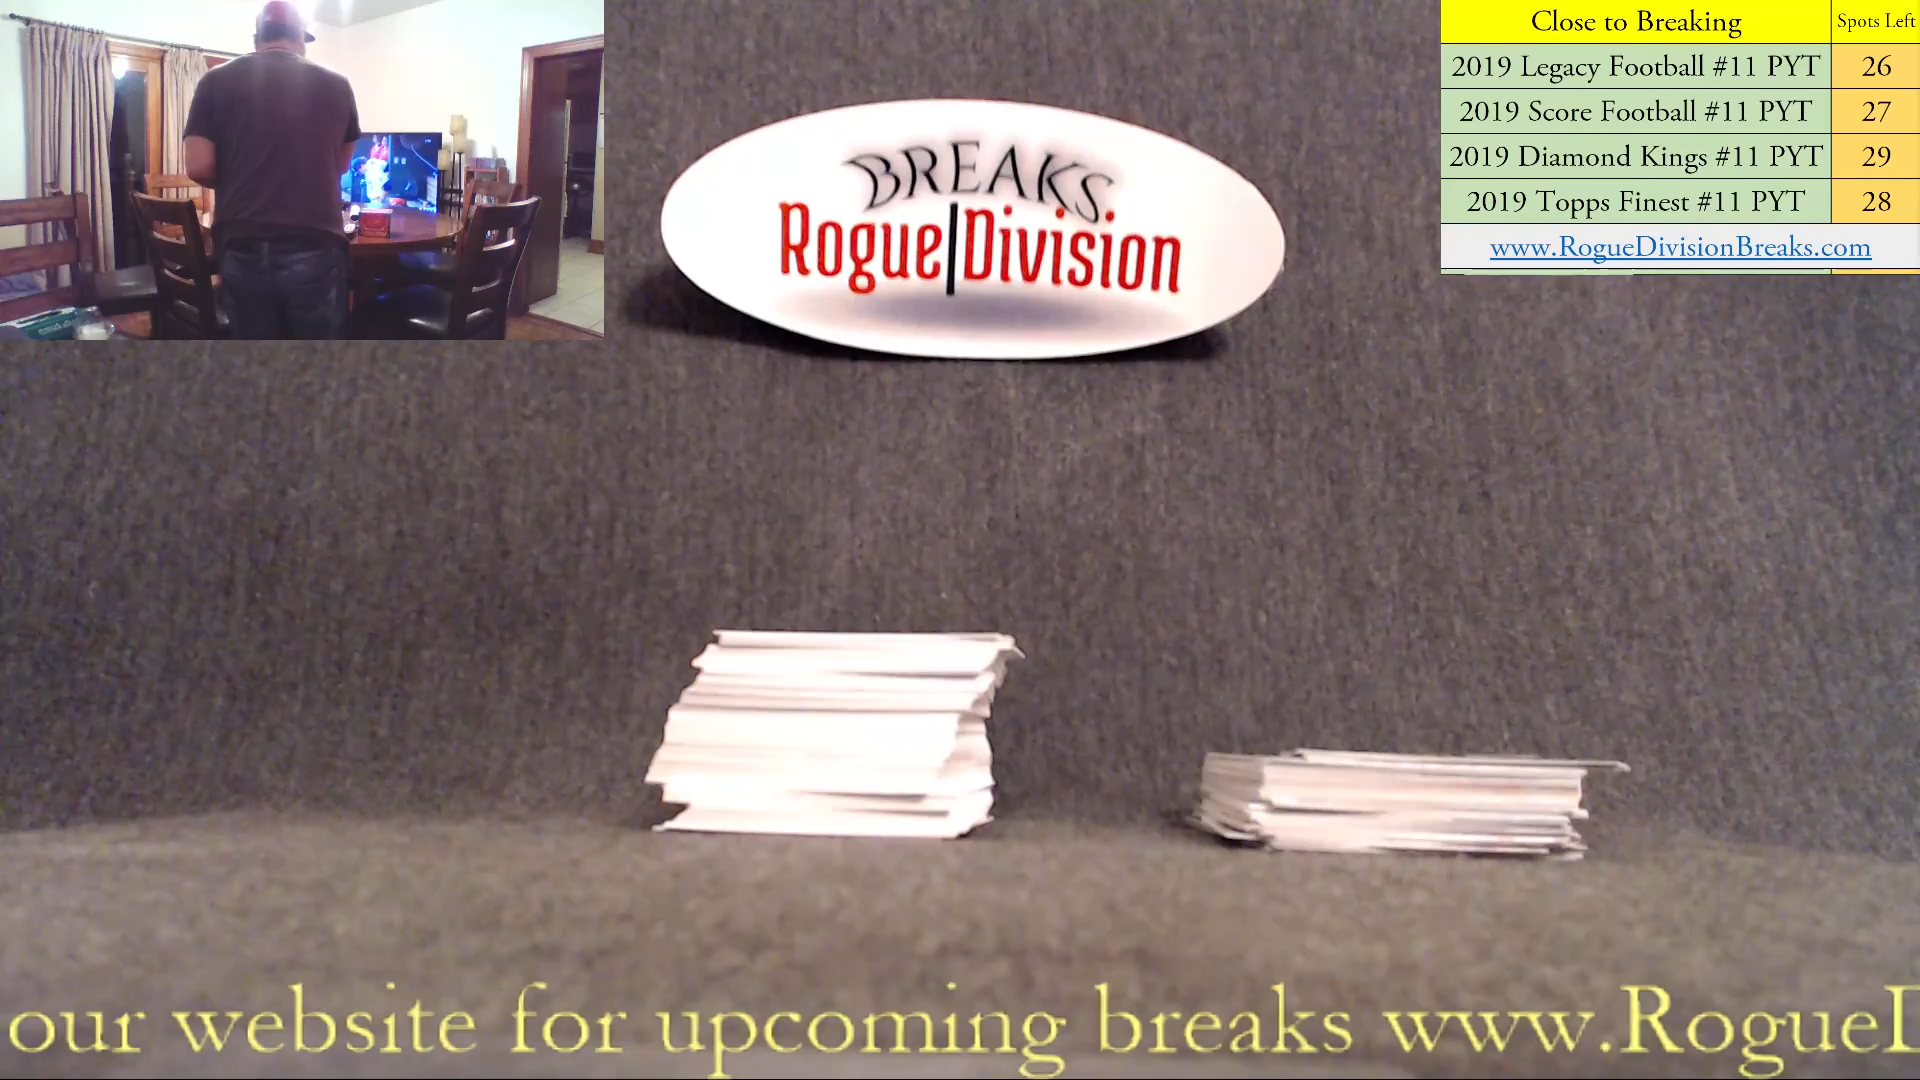 Close to Breaking Spots Left
2019 Legacy Football #11 PYT 26
2019 Score Football #11 PYT 27
2019 Diamond Kings #11 PYT 29
2019 Topps Finest #11 PYT 28
www.RogueDivisionBreaks.com
BREAKS
Rogue|Division
our website for upcoming breaks www.RogueD